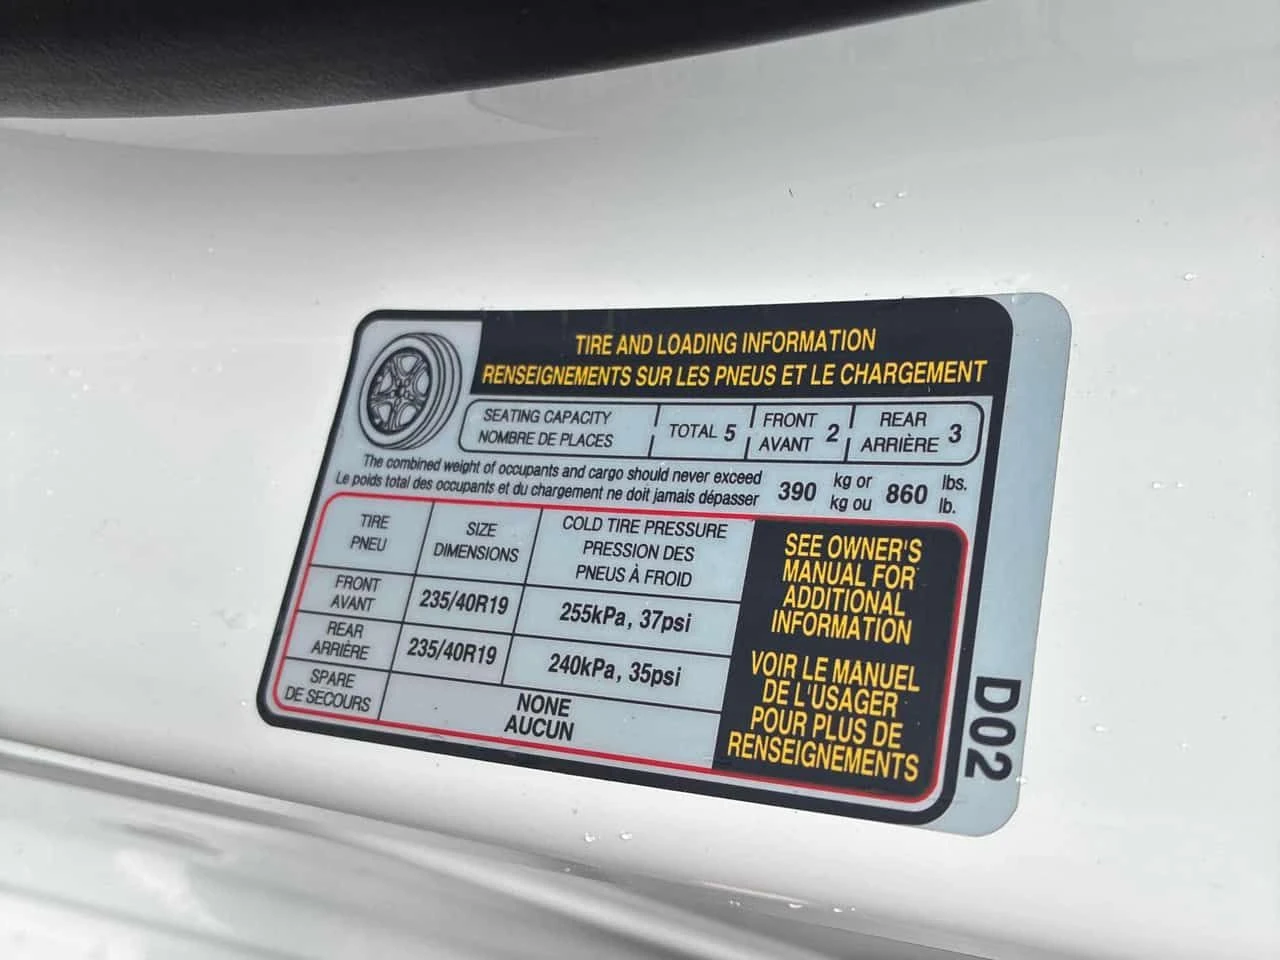 TIRE AND LOADING INFORMATION
RENSEIGNEMENTS SUR LES PNEUS ET LE CHARGEMENT
SEATING CAPACITY
NOMBRE DE PLACES
TOTAL 5
FRONT
AVANT
2
REAR
ARRIÈRE
3
The combined weight of occupants and cargo should never exceed
Le poids total des occupants et du chargement ne doit jamais dépasser
390
kg or
kg ou
860
lbs.
lb.
TIRE
PNEU
SIZE
DIMENSIONS
COLD TIRE PRESSURE
PRESSION DES
PNEUS À FROID
FRONT
AVANT
235/40R19
255kPa, 37psi
REAR
ARRIÈRE
235/40R19
240kPa, 35psi
SPARE
DE SECOURS
NONE
AUCUN
SEE OWNER'S
MANUAL FOR
ADDITIONAL
INFORMATION
VOIR LE MANUEL
DE L'USAGER
POUR PLUS DE
RENSEIGNEMENTS
D02